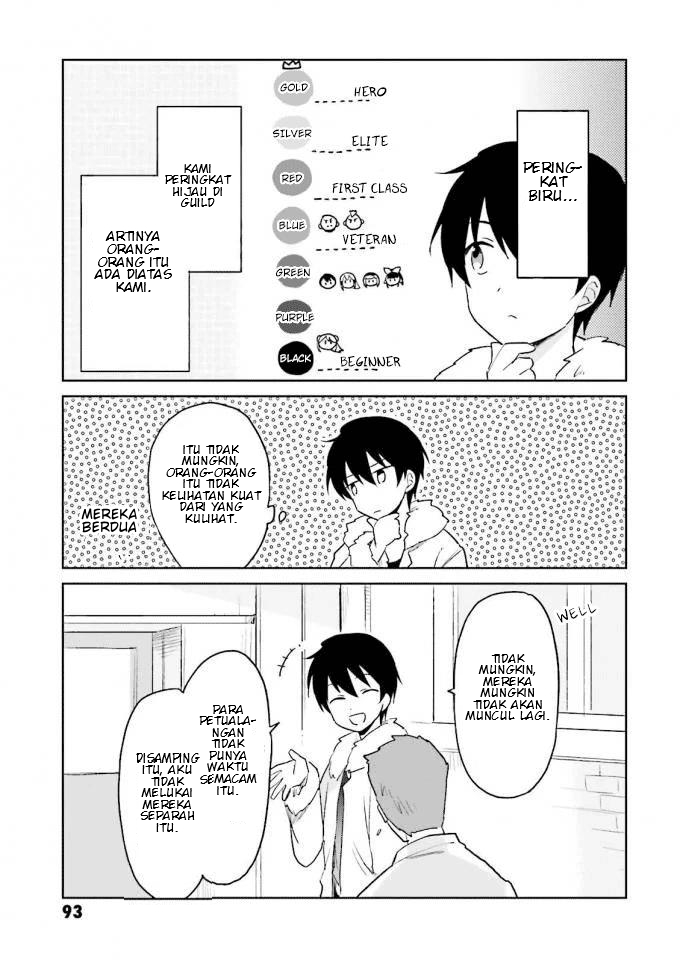 PERING-
KAT
BIRU...
GOLD
HERO
SILVER
ELITE
RED
FIRST CLASS
BLUE
VETERAN
GREEN
PURPLE
BLACK
BEGINNER
KAMI
PERINGKAT
HIJAU DI
GUILD
ARTINYA
ORANG-
ORANG ITU
ADA DIATAS
KAMI.
ITU TIDAK
MUNGKIN,
ORANG-ORANG
ITU TIDAK
KELIHATAN KUAT
DARI YANG
KULIHAT.
MEREKA
BERDUA
WELL
TIDAK
MUNGKIN,
MEREKA
MUNGKIN
TIDAK AKAN
MUNCUL LAGI.
PARA
PETUALA-
NGAN
TIDAK
PUNYA
WAKTU
SEMACAM
ITU.
DISAMPING
ITU, AKU
TIDAK
MELUKAI
MEREKA
SEPARAH
ITU.
93